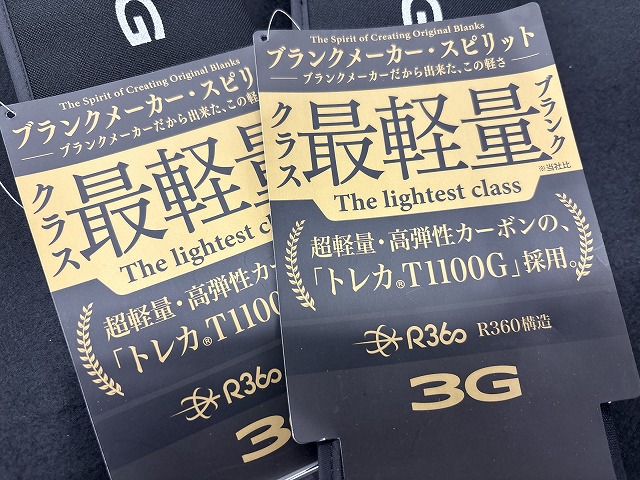 G
The Spirit of Creating Original Blanks
ブランクメーカー・スピリ
ブランクメーカーだから出来た、この軽
クラス
最軽量
The lightest cla
超軽量・高弾性カーボ
「トレカ®T1100
R360
3G
The Spirit of Creating Original Blanks
ブランクメーカー・スピリット
ブランクメーカーだから出来た、この軽さ
クラス
最軽量
ブランク
※当社比
The lightest class
超軽量・高弾性カーボンの、
「トレカ®T1100G」採用。
R360 R360構造
3G